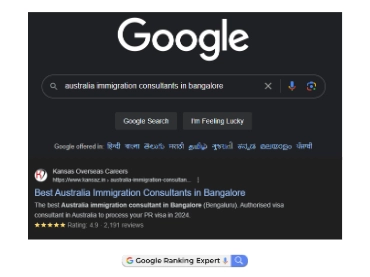 Google
australia immigration consultants in bangalore
Google Search I'm Feeling Lucky
Google offered in: हिन्दी বাংলা తెలుగు मराठी தமிழ் ગુજરાતી ಕನ್ನಡ മലയാളം ਪੰਜਾਬੀ
Kansas Overseas Careers
https://www.kansaz.in › australia-immigration-consultan...
Best Australia Immigration Consultants in Bangalore
The best Australia immigration consultant in Bangalore (Bengaluru). Authorised visa
consultant in Australia to process your PR visa in 2024.
★★★★★ Rating: 4.9 · 2,191 reviews
Google Ranking Expert